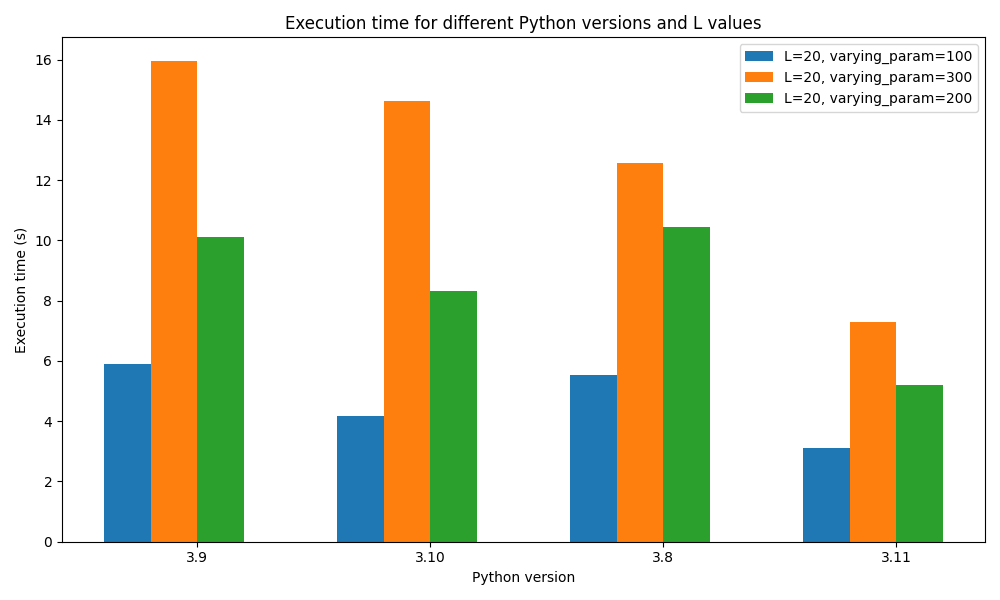 Execution time for different Python versions and L values
L=20, varying_param=100
L=20, varying_param=300
L=20, varying_param=200
Execution time (s)
16
14
12
10
8
6
4
2
0
3.9
3.10
3.8
3.11
Python version